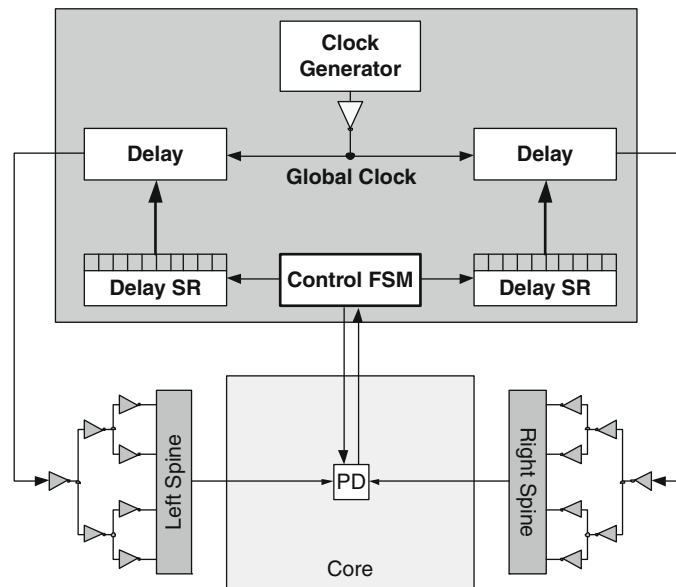 Clock
Generator
Delay
Global Clock
Delay
Delay SR
Control FSM
Delay SR
Left Spine
PD
Right Spine
Core